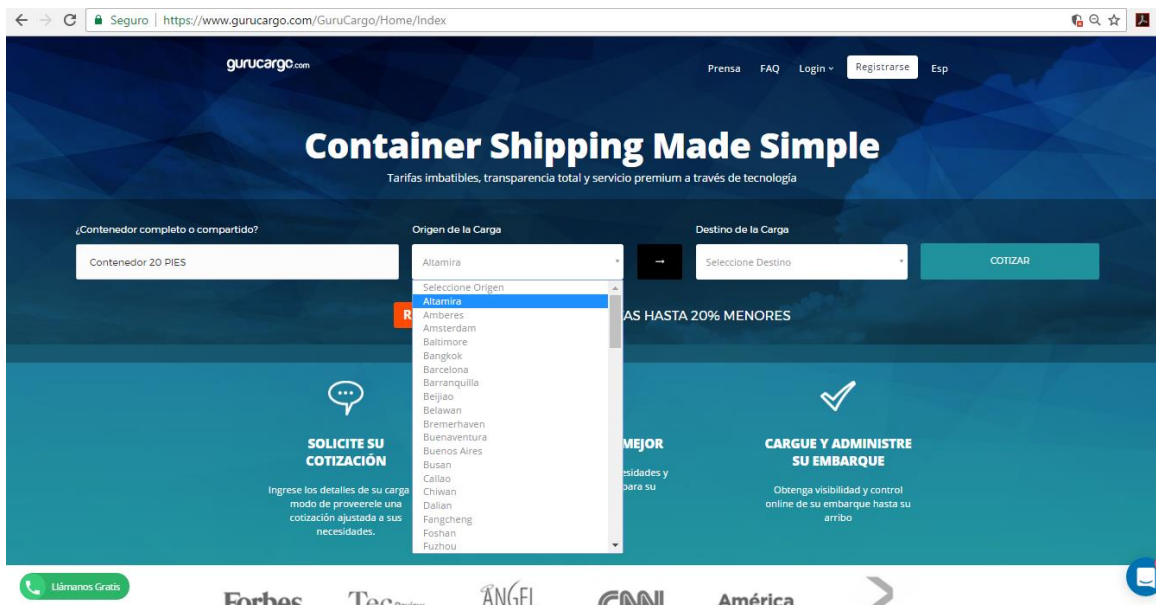 Seguro | https://www.gurucargo.com/GuruCargo/Home/Index
gurucargo.com
Prensa FAQ Login Registrarse Esp
Container Shipping Made Simple
Tarifas imbatibles, transparencia total y servicio premium a través de tecnología
¿Contenedor completo o compartido?
Origen de la Carga
Destino de la Carga
Contenedor 20 PIES
Altamira
→
Seleccione Destino
COTIZAR
Seleccione Origen
Altamira
Amberes
Amsterdam
Baltimore
Bangkok
Barcelona
Barranquilla
Beijiao
Belawan
Bremerhaven
Buenaventura
Buenos Aires
Busan
Callao
Chiwan
Dalian
Fangcheng
Foshan
Fuzhou
R
AS HASTA 20% MENORES
SOLICITE SU
COTIZACIÓN
Ingrese los detalles de su carga
modo de proveerele una
cotización ajustada a sus
necesidades.
MEJOR
esidades y
para su
CARGUE Y ADMINISTRE
SU EMBARQUE
Obtenga visibilidad y control
online de su embarque hasta su
arribo
Llámanos Gratis
Forbes
Tec
ÁNGEL
CNN
América